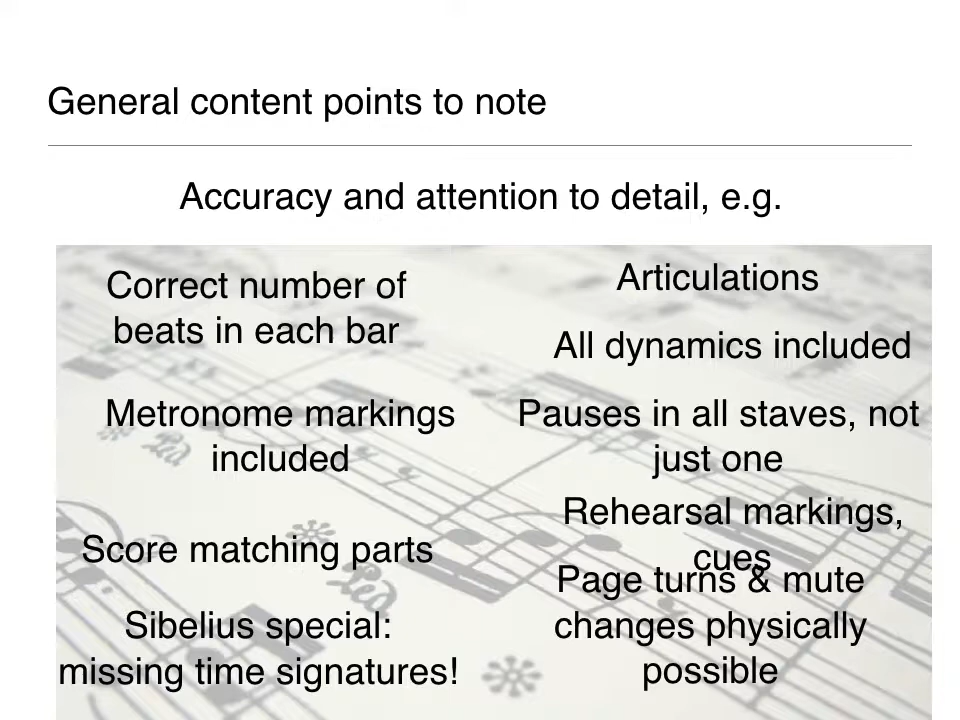 General content points to note
Accuracy and attention to detail, e.g.
Correct number of
beats in each bar
Metronome markings
included
Score matching parts
Sibelius special:
missing time signatures!
Articulations
All dynamics included
Pauses in all staves, not
just one
Rehearsal markings,
cues
Page turns & mute
changes physically
possible